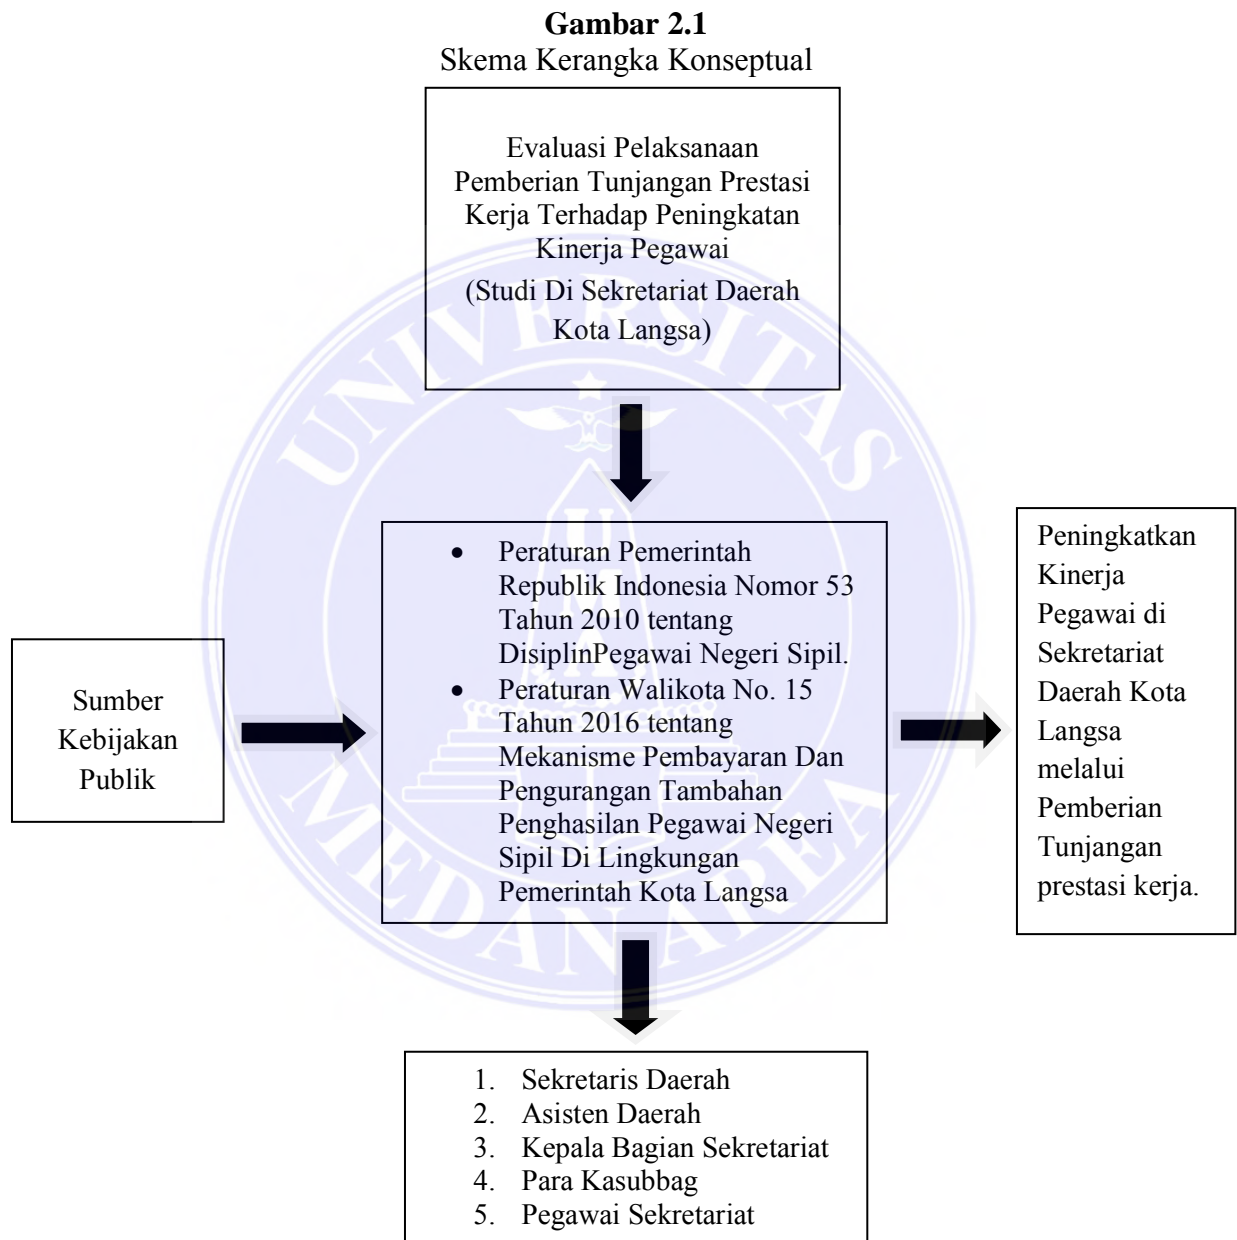 Gambar 2.1
Skema Kerangka Konseptual
Evaluasi Pelaksanaan
Pemberian Tunjangan Prestasi
Kerja Terhadap Peningkatan
Kinerja Pegawai
(Studi Di Sekretariat Daerah
Kota Langsa)
Sumber
Kebijakan
Publik
• Peraturan Pemerintah
Republik Indonesia Nomor 53
Tahun 2010 tentang
DisiplinPegawai Negeri Sipil.
• Peraturan Walikota No. 15
Tahun 2016 tentang
Mekanisme Pembayaran Dan
Pengurangan Tambahan
Penghasilan Pegawai Negeri
Sipil Di Lingkungan
Pemerintah Kota Langsa
Peningkatkan
Kinerja
Pegawai di
Sekretariat
Daerah Kota
Langsa
melalui
Pemberian
Tunjangan
prestasi kerja.
1. Sekretaris Daerah
2. Asisten Daerah
3. Kepala Bagian Sekretariat
4. Para Kasubbag
5. Pegawai Sekretariat
UNIVERSITAS
MEDAN AREA
UMA